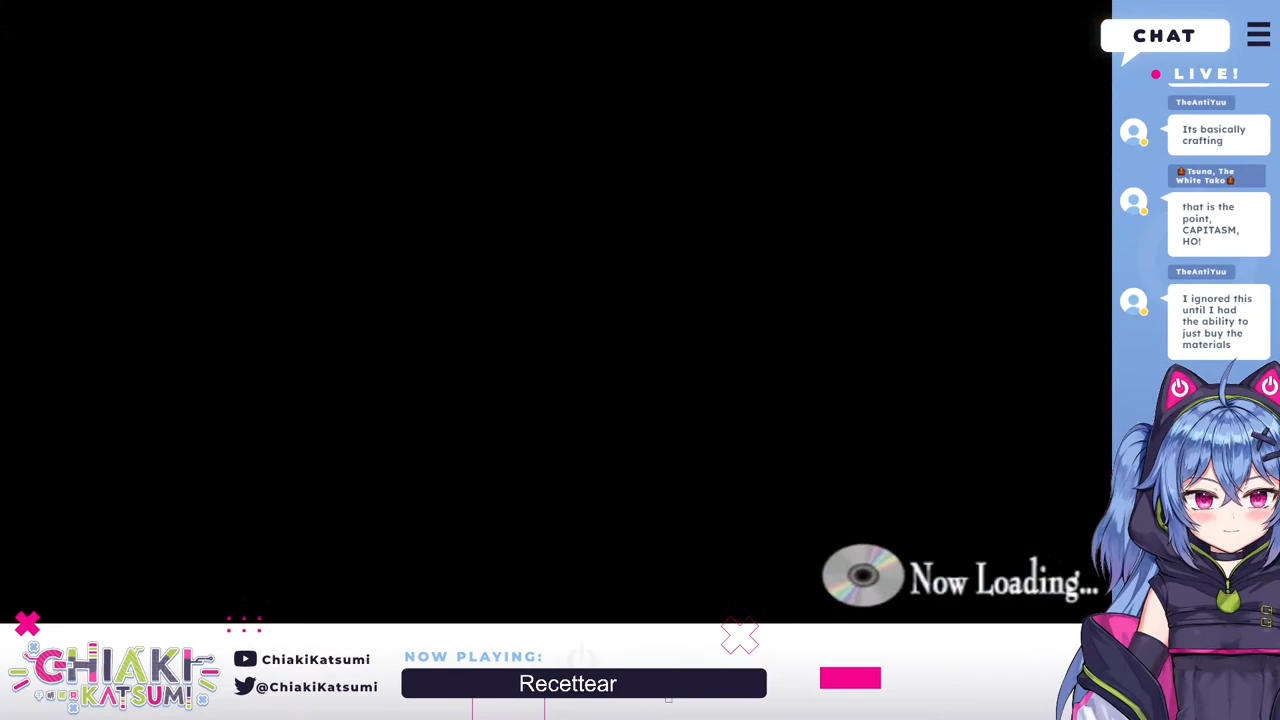 CHAT
LIVE!
TheAntiYuu
Its basically
crafting
Tsuna, The
White Tako
that is the
point,
CAPITASM,
HO!
TheAntiYuu
I ignored this
until I had
the ability to
just buy the
materials
Now Loading...
CHIAKI
KATSUMI
ChiakiKatsumi
@ChiakiKatsumi
NOW PLAYING:
Recettear